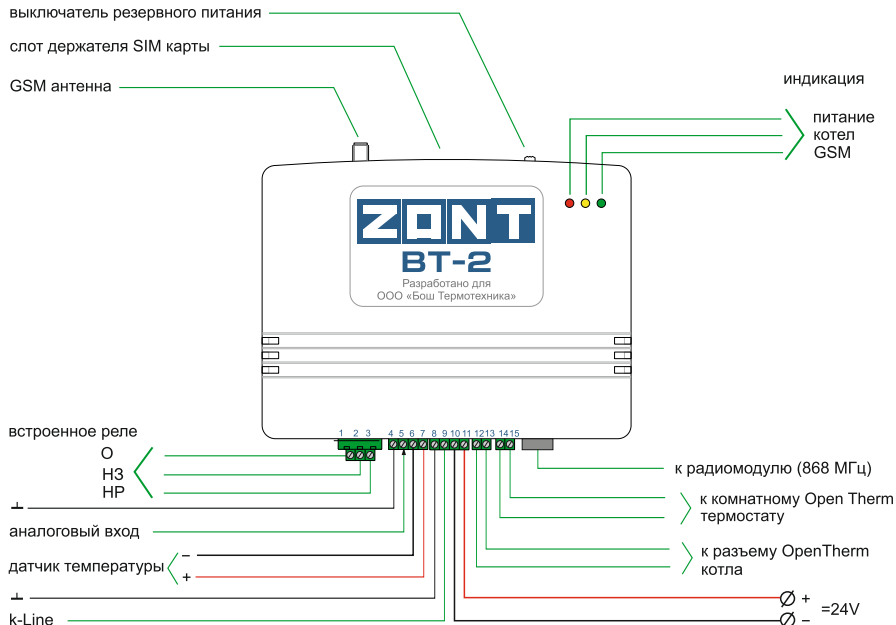 выключатель резервного питания
слот держателя SIM карты
GSM антенна
индикация
питание
котел
GSM
ZONT
BT-2
Разработано для
ООО «Бош Термотехника»
1 2 3 4 5 6 7 8 9 10 11 12 13 14 15
встроенное реле
О
НЗ
НР
аналоговый вход
датчик температуры
–
+
k-Line
к радиомодулю (868 МГц)
к комнатному Open Therm
термостату
к разъему OpenTherm
котла
+
=24V
–